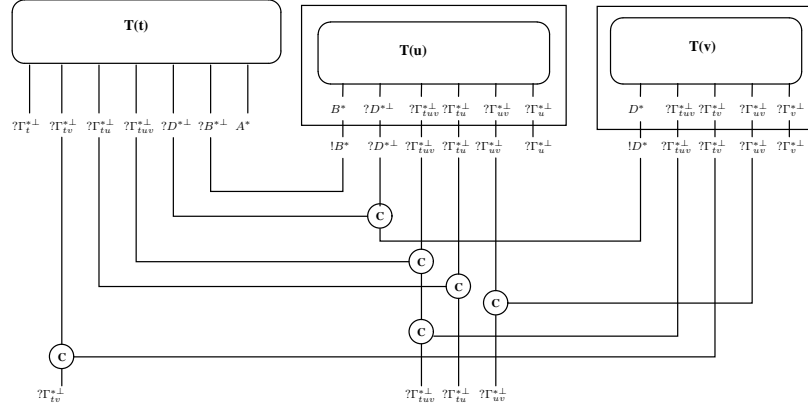 T(t)
T(u)
T(v)
B* ?D*⊥ ?Γ*⊥tuv ?Γ*⊥tu ?Γ*⊥uv ?Γ*⊥u
D* ?Γ*⊥tuv ?Γ*⊥tv ?Γ*⊥uv ?Γ*⊥v
?Γ*⊥t ?Γ*⊥tv ?Γ*⊥tu ?Γ*⊥tuv ?D*⊥ ?B*⊥ A*
!B* ?D*⊥ ?Γ*⊥tuv ?Γ*⊥tu ?Γ*⊥uv ?Γ*⊥u
!D* ?Γ*⊥tuv ?Γ*⊥tv ?Γ*⊥uv ?Γ*⊥v
C
C
C
C
C
C
?Γ*⊥tv ?Γ*⊥tuv ?Γ*⊥tu ?Γ*⊥uv